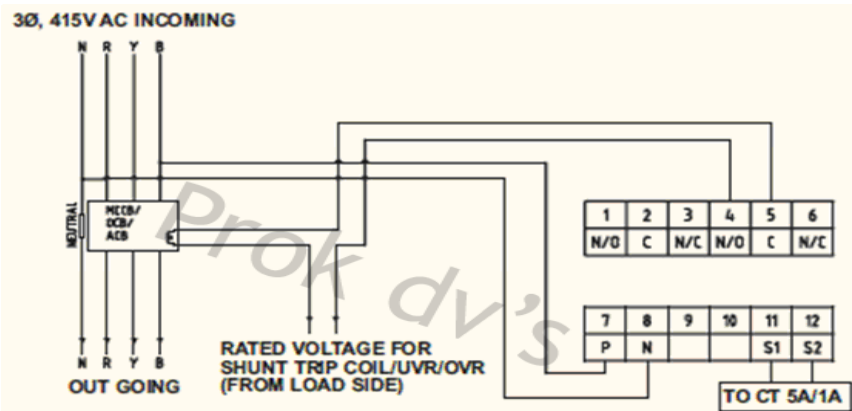 3Ø, 415V AC INCOMING
N R Y B
NEUTRAL
MCCB/
OCB/
ACB
1 2 3 4 5 6
N/O C N/C N/O C N/C
7 8 9 10 11 12
P N S1 S2
N R Y B
OUT GOING
RATED VOLTAGE FOR
SHUNT TRIP COIL/UVR/OVR
(FROM LOAD SIDE)
TO CT 5A/1A
Prok dv's